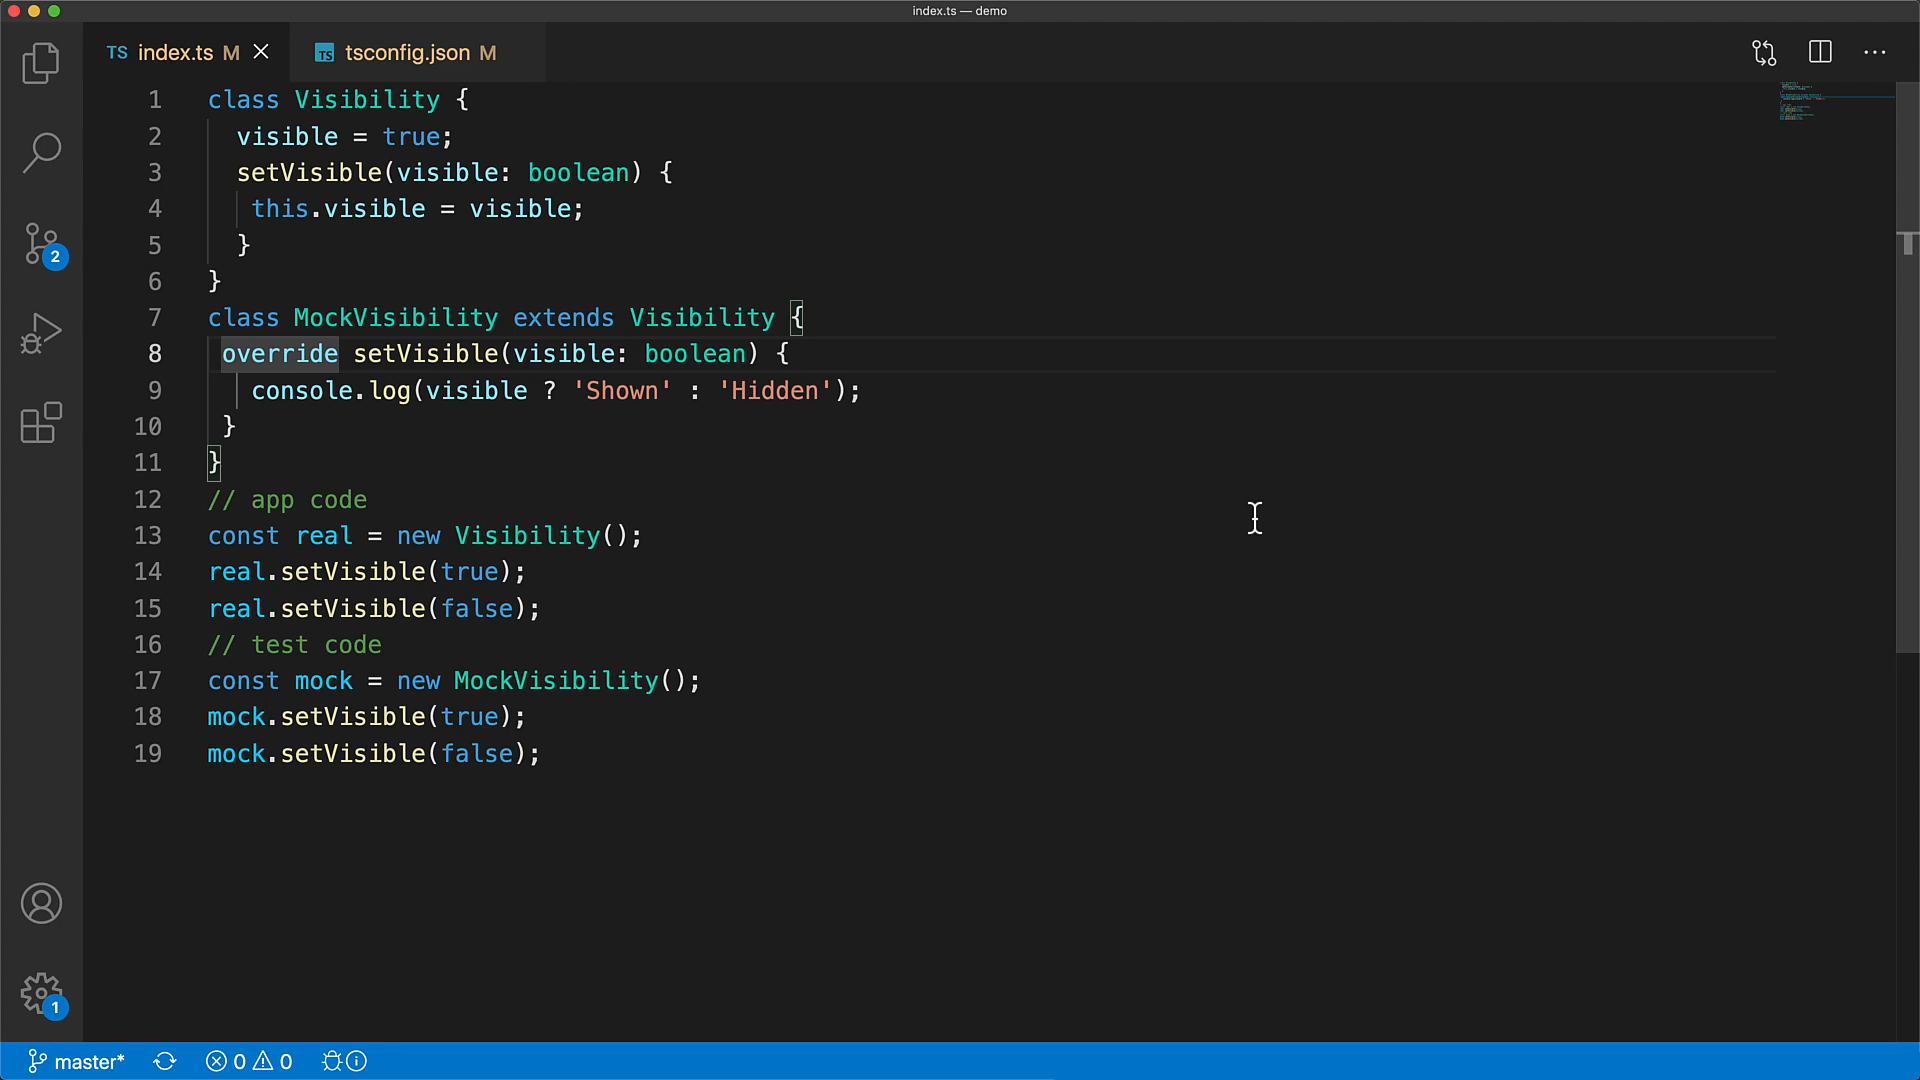 index.ts — demo
TS index.ts M
TS tsconfig.json M
1 class Visibility {
2 visible = true;
3 setVisible(visible: boolean) {
4 this.visible = visible;
5 }
6 }
7 class MockVisibility extends Visibility {
8 override setVisible(visible: boolean) {
9 console.log(visible ? 'Shown' : 'Hidden');
10 }
11 }
12 // app code
13 const real = new Visibility();
14 real.setVisible(true);
15 real.setVisible(false);
16 // test code
17 const mock = new MockVisibility();
18 mock.setVisible(true);
19 mock.setVisible(false);
2
1
master* 0 0